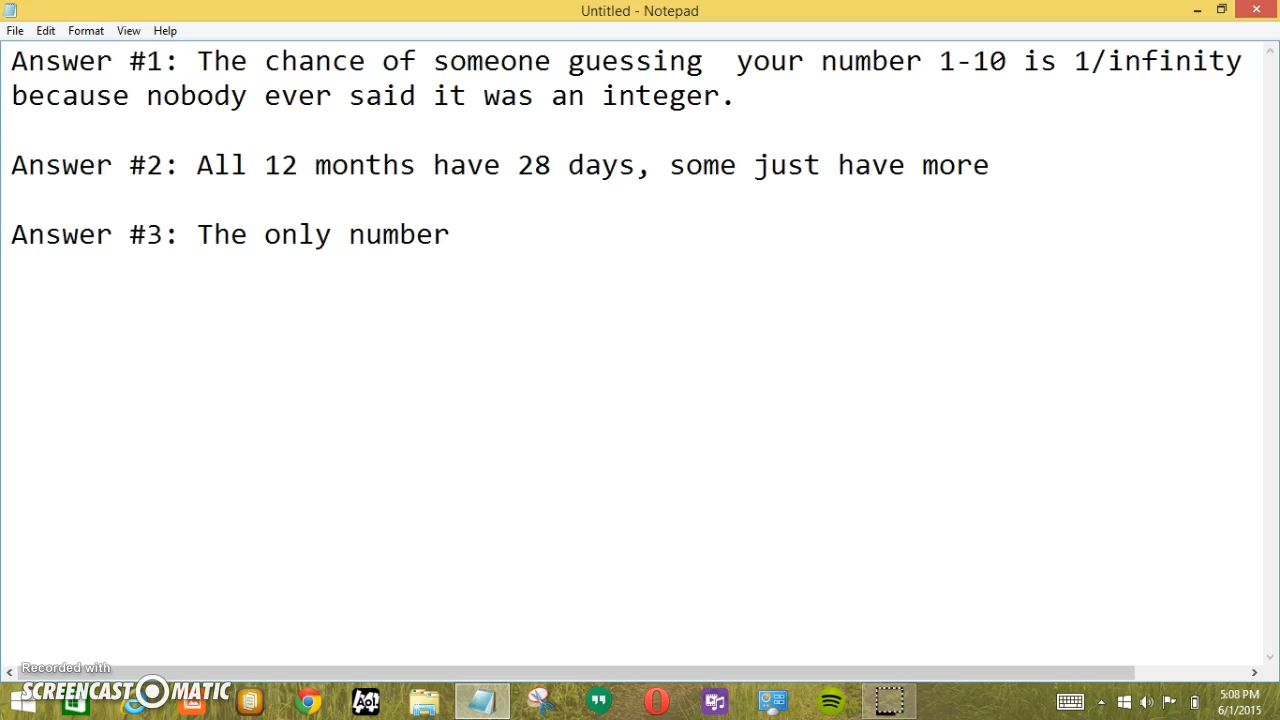 Untitled - Notepad
File Edit Format View Help
Answer #1: The chance of someone guessing  your number 1-10 is 1/infinity
because nobody ever said it was an integer.
Answer #2: All 12 months have 28 days, some just have more
Answer #3: The only number
Recorded with
SCREENCAST MATIC
Aol.
5:08 PM
6/1/2015